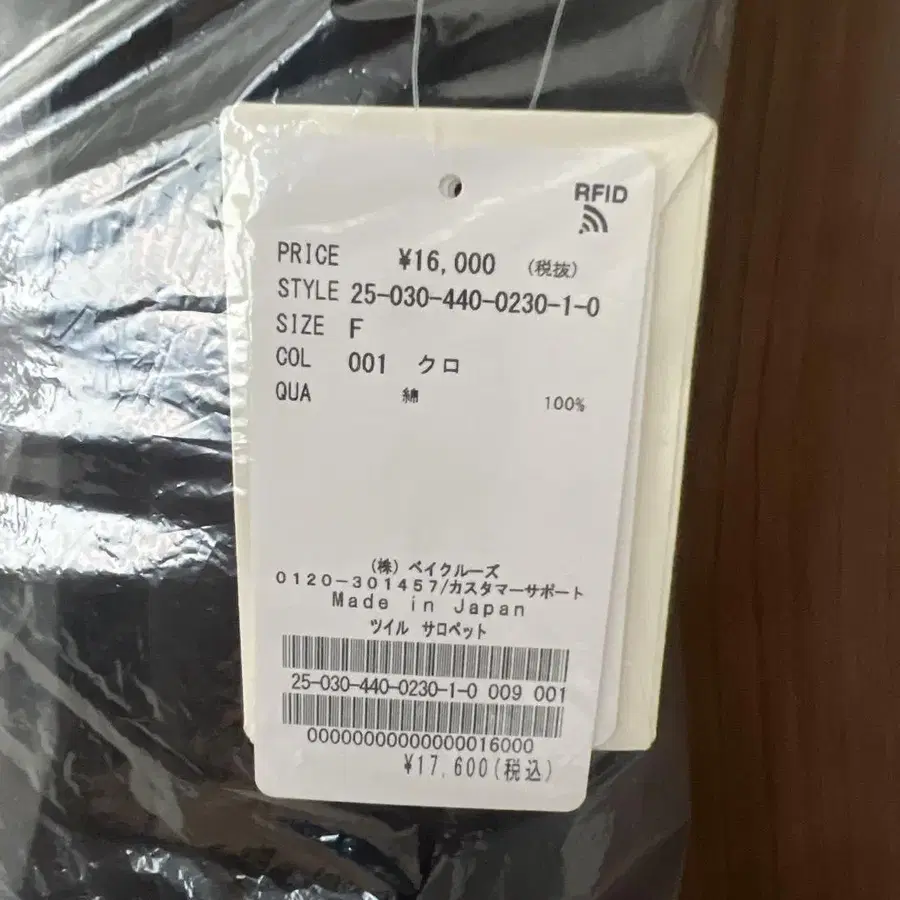 RFID
PRICE ¥16,000 (税抜)
STYLE 25-030-440-0230-1-0
SIZE F
COL 001 クロ
QUA 綿 100%
(株) ベイクルーズ
0120-301457/カスタマーサポート
Made in Japan
ツイル サロペット
25-030-440-0230-1-0 009 001
00000000000000016000
¥17,600(税込)